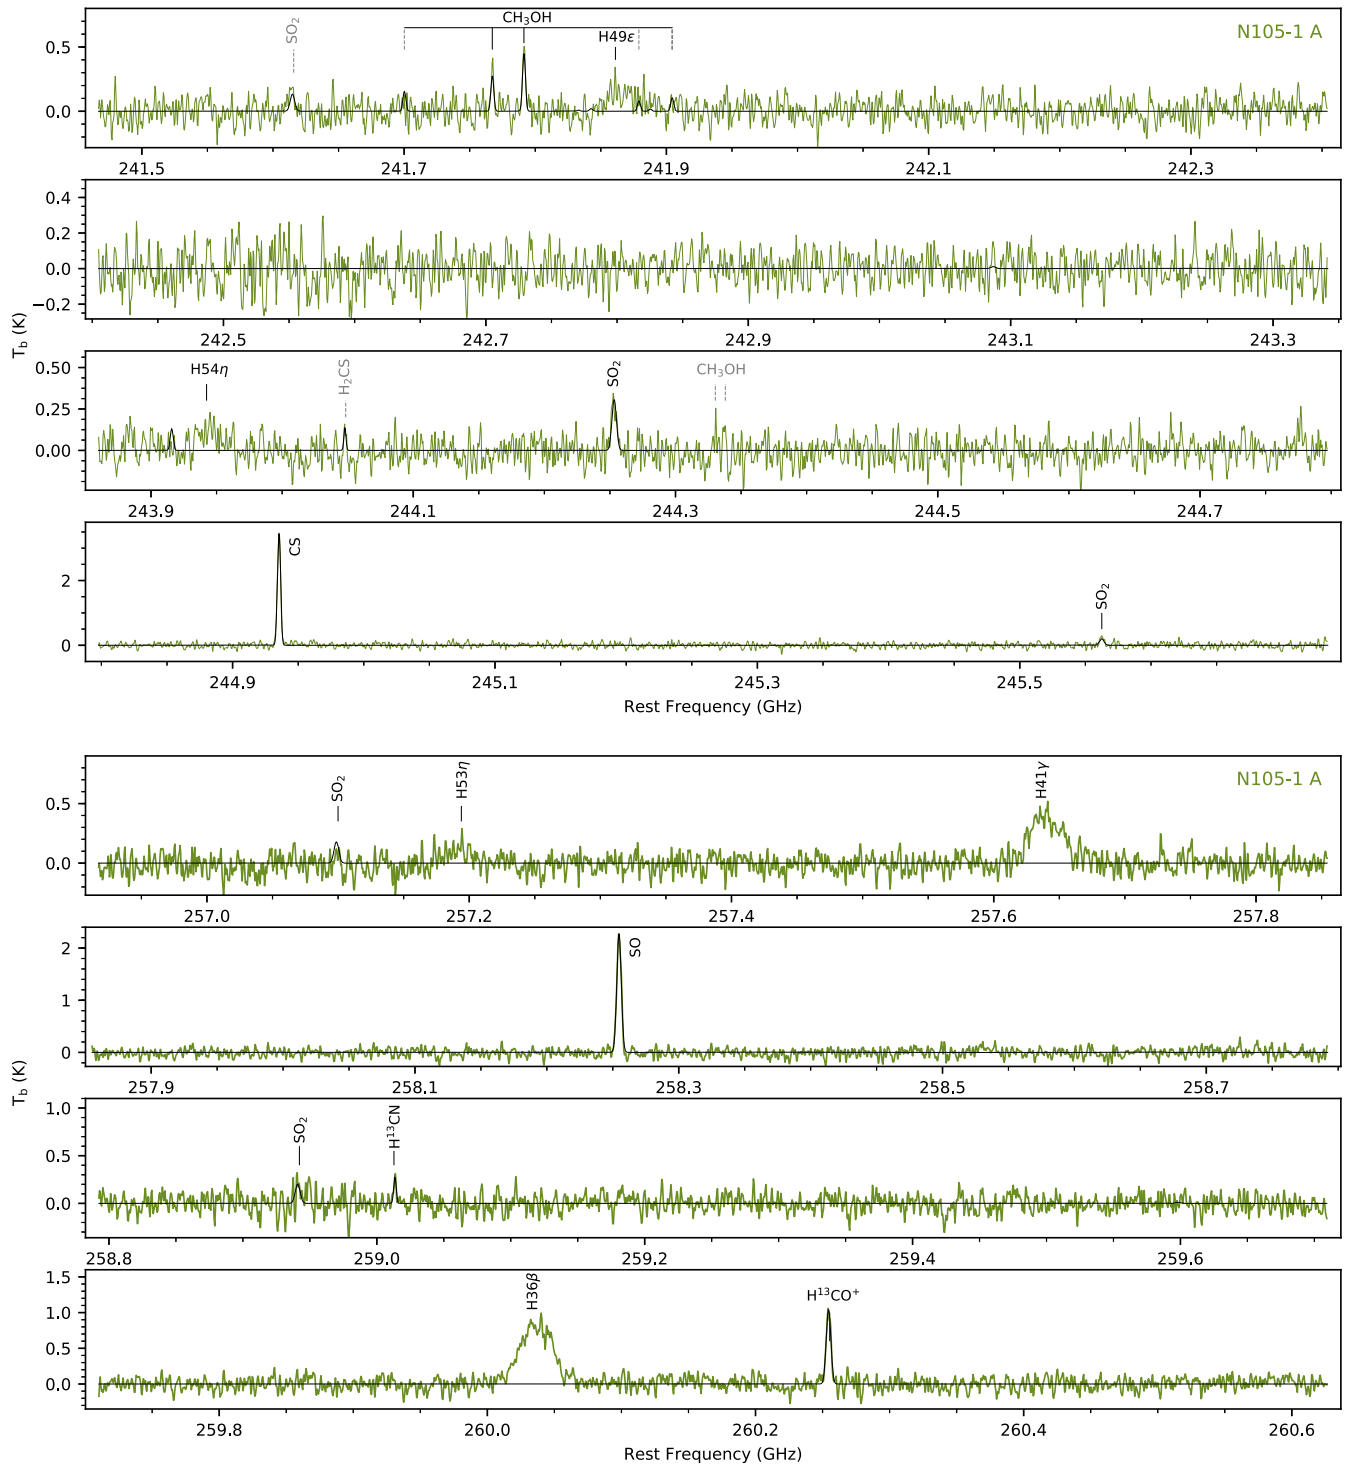 SO₂
CH₃OH
H49ε
N105-1 A
0.5
0.0
241.5 241.7 241.9 242.1 242.3
0.4
0.2
0.0
−0.2
242.5 242.7 242.9 243.1 243.3
T_b (K)
H54η
H₂CS
SO₂
CH₃OH
0.50
0.25
0.00
243.9 244.1 244.3 244.5 244.7
CS
SO₂
2
0
244.9 245.1 245.3 245.5
Rest Frequency (GHz)
SO₂
H53η
H41γ
N105-1 A
0.5
0.0
257.0 257.2 257.4 257.6 257.8
SO
2
1
0
257.9 258.1 258.3 258.5 258.7
T_b (K)
SO₂
H¹³CN
1.0
0.5
0.0
258.8 259.0 259.2 259.4 259.6
H36β
H¹³CO⁺
1.5
1.0
0.5
0.0
259.8 260.0 260.2 260.4 260.6
Rest Frequency (GHz)